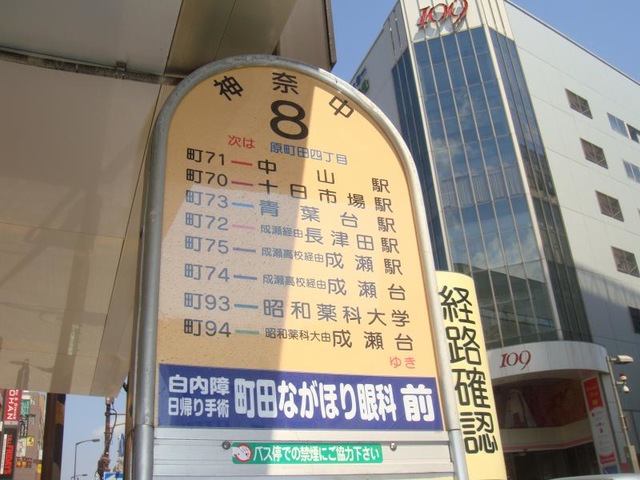 109
神奈中
8
次は 原町田四丁目
町71 中山駅
町70 十日市場駅
町73 青葉台駅
町72 成瀬経由 長津田駅
町75 成瀬高校経由 成瀬駅
町74 成瀬高校経由 成瀬台
町93 昭和薬科大学
町94 昭和薬科大由 成瀬台
ゆき
白内障
日帰り手術
町田ながほり眼科 前
バス停での禁煙にご協力下さい
経路確認
109